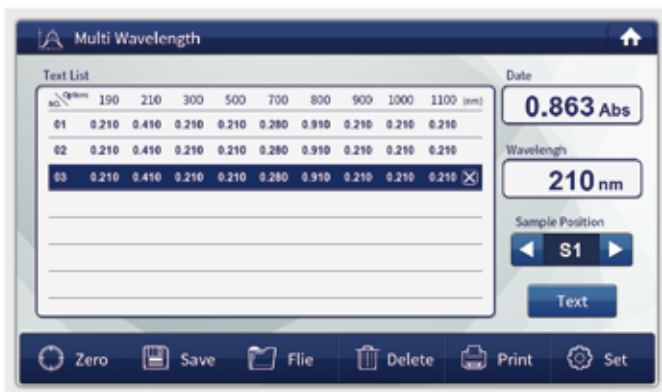 Multi Wavelength
Text List
Date
NO. Options 190 210 300 500 700 800 900 1000 1100 (nm)
0.863 Abs
01 0.210 0.410 0.210 0.210 0.280 0.910 0.210 0.210 0.210
02 0.210 0.410 0.210 0.210 0.280 0.910 0.210 0.210 0.210
Wavelengh
03 0.210 0.410 0.210 0.210 0.280 0.910 0.210 0.210 0.210
210 nm
Sample Position
S1
Text
Zero Save Flie Delete Print Set